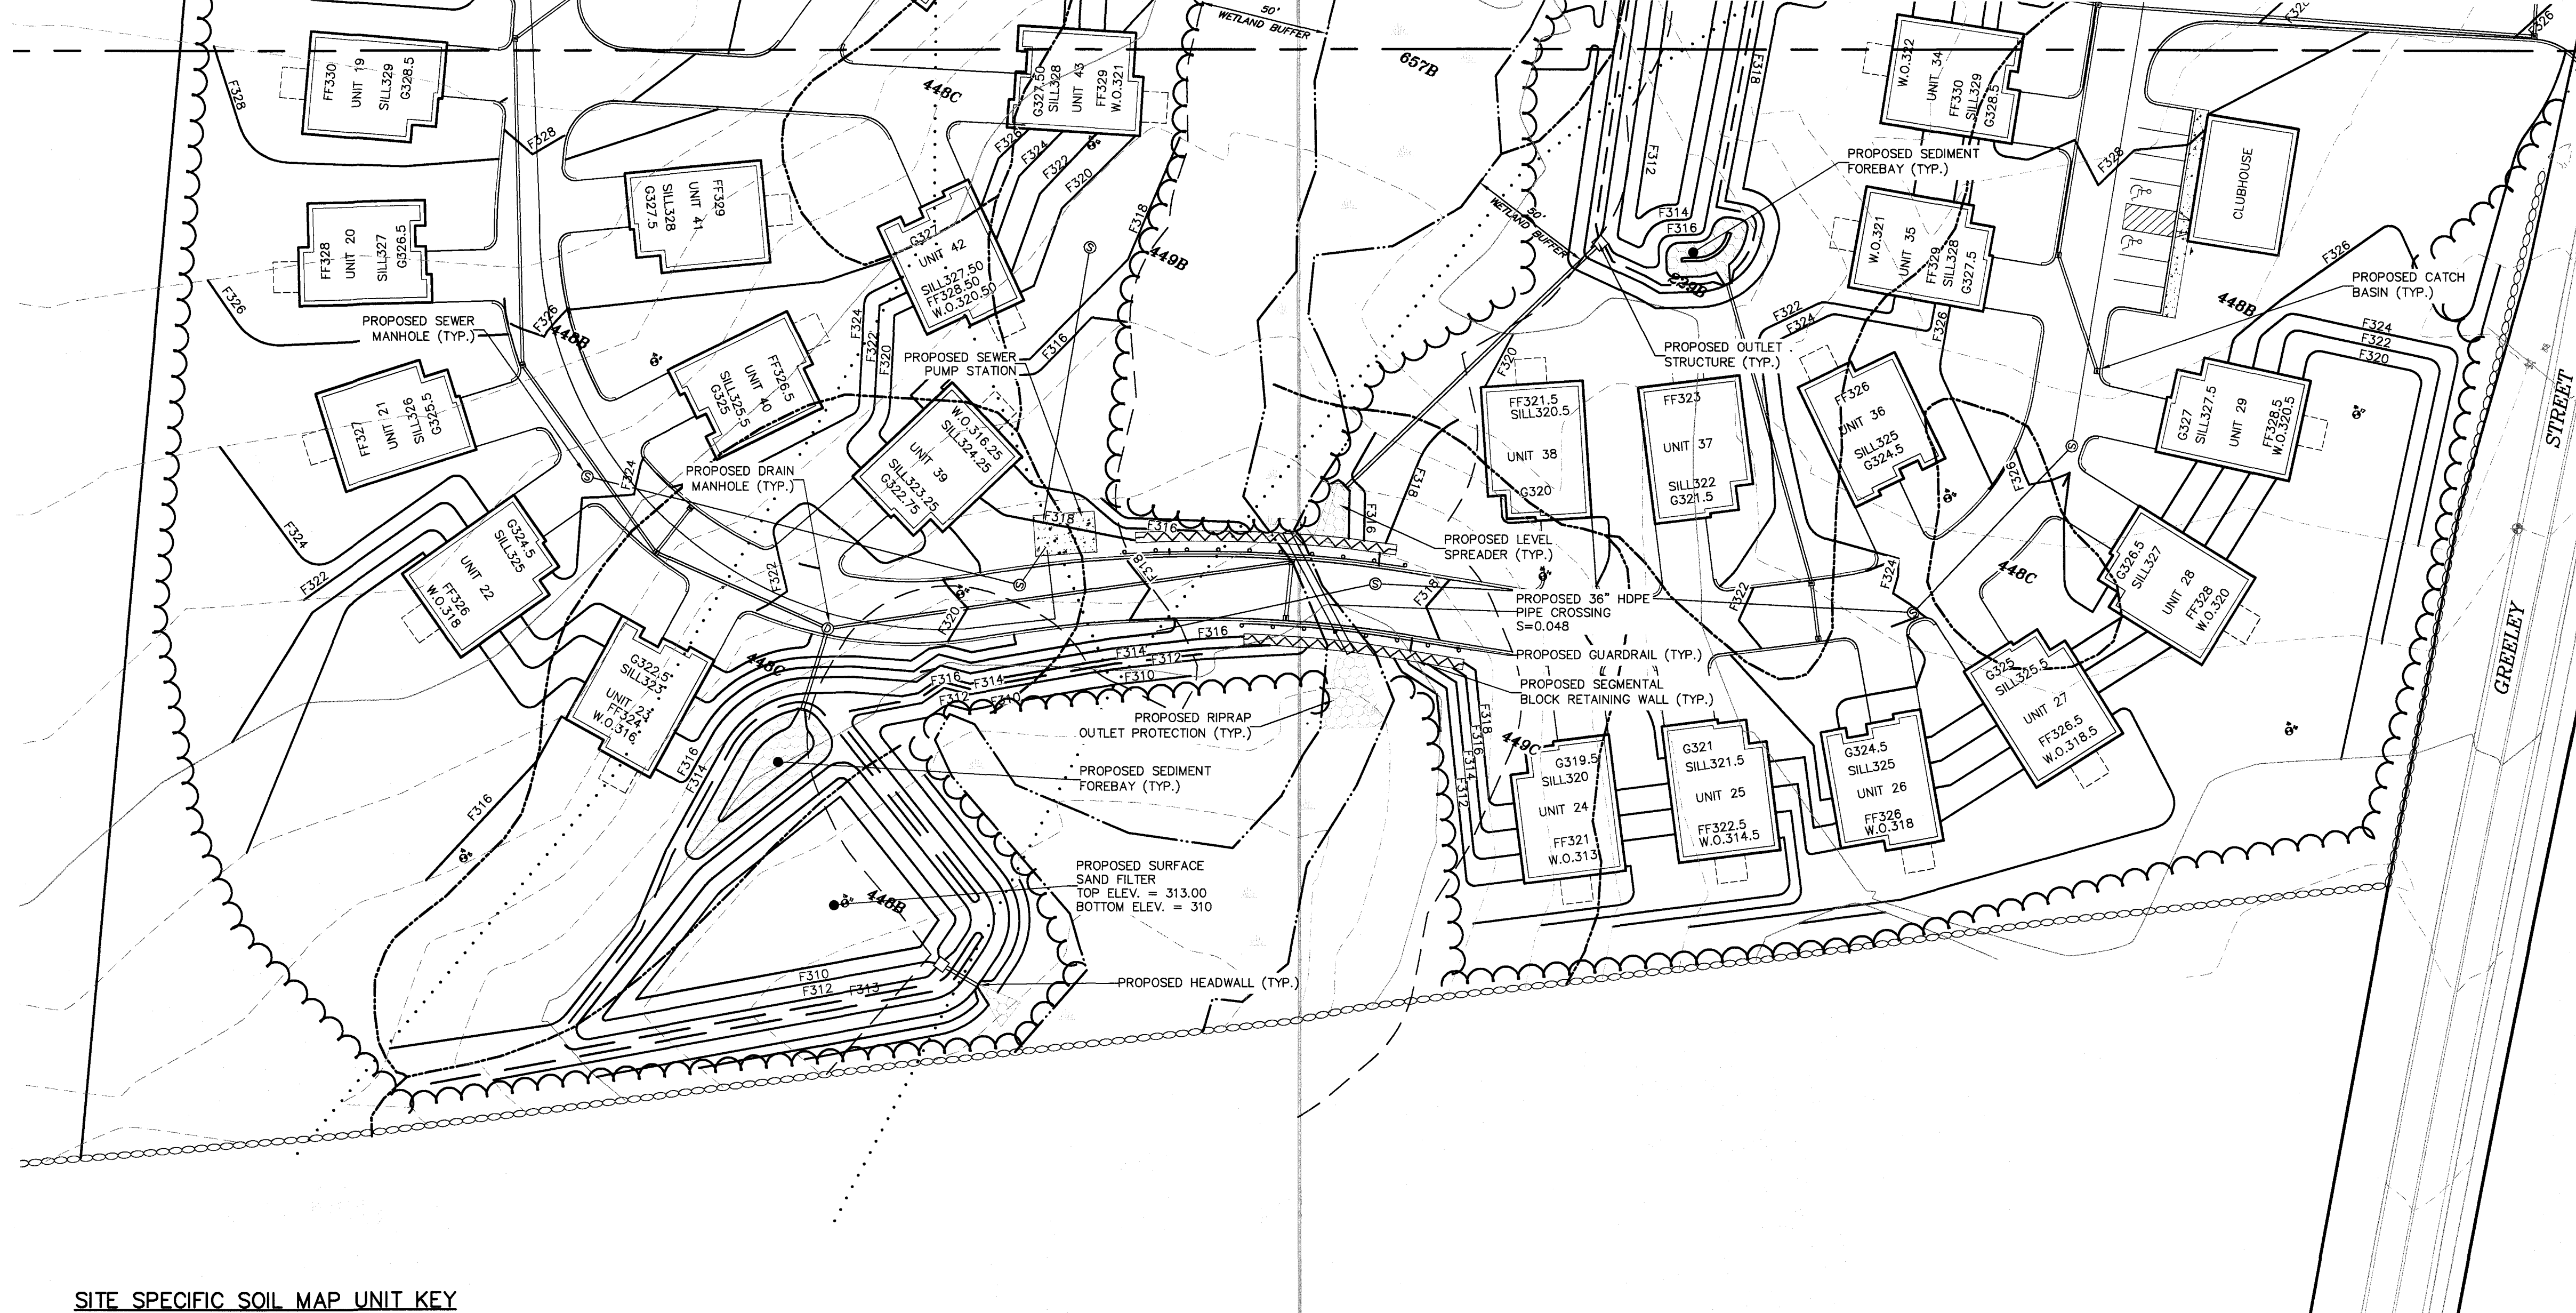 50'
WETLAND BUFFER
657B
448C
FF330
UNIT 19
SILL329
G328.5
F328
F328
G327.50
SILL328
UNIT 43
FF329
W.O.321
F326
F324
F322
F320
F318
W.O.322
UNIT 34
FF330
SILL329
G328.5
F326
F328
CLUBHOUSE
F318
F312
F314
F316
PROPOSED SEDIMENT
FOREBAY (TYP.)
50'
WETLAND BUFFER
239B
FF328
UNIT 20
SILL327
G326.5
F326
F326
448B
FF329
UNIT 41
SILL328
G327.5
G327
UNIT 42
SILL327.50
FF328.50
W.O.320.50
449B
W.O.321
UNIT 35
FF329
SILL328
G327.5
F326
PROPOSED CATCH
BASIN (TYP.)
448B
F324
F322
F320
PROPOSED SEWER
MANHOLE (TYP.)
F324
F322
F320
PROPOSED SEWER
PUMP STATION
F316
F320
PROPOSED OUTLET
STRUCTURE (TYP.)
F322
F324
F326
FF327
UNIT 21
SILL326
G325.5
FF326.5
UNIT 40
SILL325.5
G325
W.O.316.25
SILL324.25
UNIT 39
SILL323.25
G322.75
FF321.5
SILL320.5
UNIT 38
G320
FF323
UNIT 37
SILL322
G321.5
FF326
UNIT 36
SILL325
G324.5
G327
SILL327.5
UNIT 29
FF328.5
W.O.320.5
STREET
GREELEY
F324
F324
F322
PROPOSED DRAIN
MANHOLE (TYP.)
F318
F316
F318
F316
PROPOSED LEVEL
SPREADER (TYP.)
F326
G324.5
SILL325
UNIT 22
FF326
W.O.318
F322
F318
F320
F318
PROPOSED 36" HDPE
PIPE CROSSING
S=0.048
F322
F324
448C
G326.5
SILL327
UNIT 28
FF328
W.O.320
G322.5
SILL323
UNIT 23
FF324
W.O.316
448C
F316
F314
F312
F310
F316
F314
F312
F310
PROPOSED GUARDRAIL (TYP.)
PROPOSED SEGMENTAL
BLOCK RETAINING WALL (TYP.)
G325
SILL325.5
UNIT 27
FF326.5
W.O.318.5
PROPOSED RIPRAP
OUTLET PROTECTION (TYP.)
F318
F316
F314
F312
449C
G319.5
SILL320
UNIT 24
FF321
W.O.313
G321
SILL321.5
UNIT 25
FF322.5
W.O.314.5
G324.5
SILL325
UNIT 26
FF326
W.O.318
F316
F314
F316
PROPOSED SEDIMENT
FOREBAY (TYP.)
PROPOSED SURFACE
SAND FILTER
TOP ELEV. = 313.00
BOTTOM ELEV. = 310
448B
F310
F312
F313
PROPOSED HEADWALL (TYP.)
SITE SPECIFIC SOIL MAP UNIT KEY